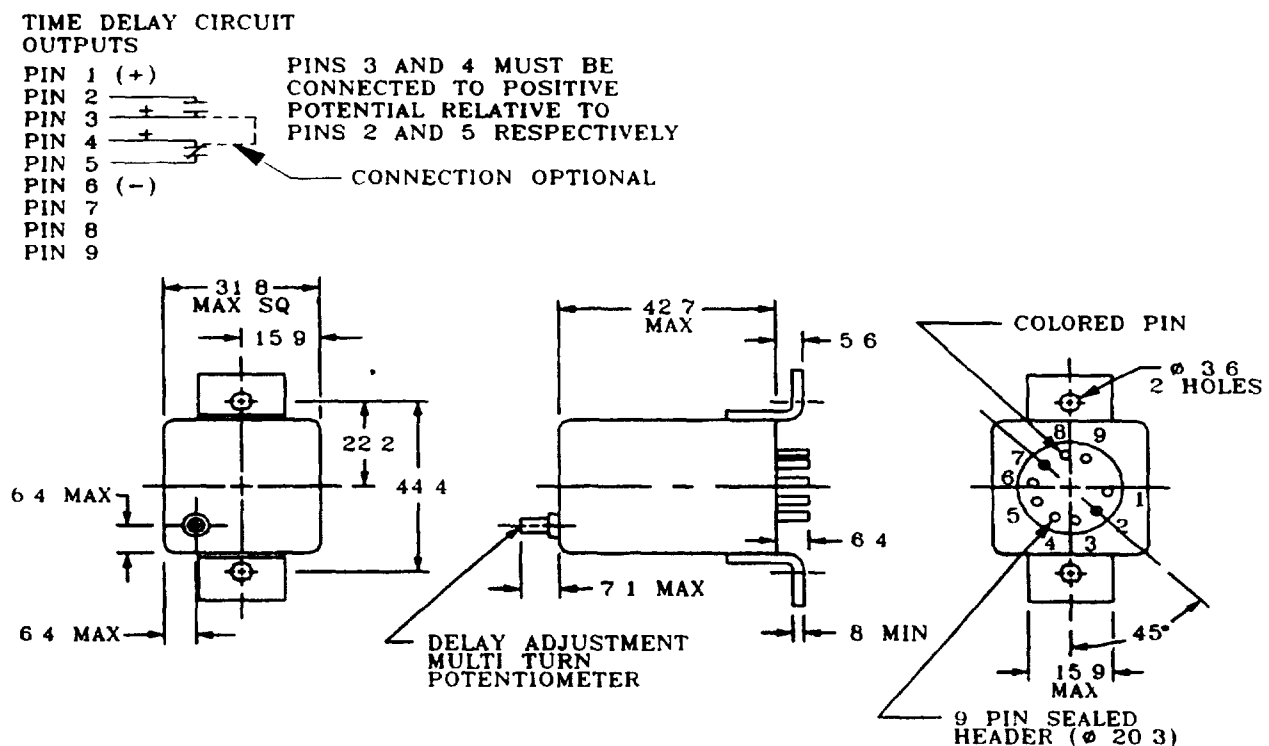 TIME DELAY CIRCUIT
OUTPUTS
PIN 1 (+)
PIN 2
PIN 3 +
PIN 4 +
PIN 5
PIN 6 (-)
PIN 7
PIN 8
PIN 9
PINS 3 AND 4 MUST BE
CONNECTED TO POSITIVE
POTENTIAL RELATIVE TO
PINS 2 AND 5 RESPECTIVELY
CONNECTION OPTIONAL
31 8
MAX SQ
15 9
22 2
44 4
6 4 MAX
6 4 MAX
42 7
MAX
5 6
6 4
7 1 MAX
8 MIN
DELAY ADJUSTMENT
MULTI TURN
POTENTIOMETER
COLORED PIN
ø 3 6
2 HOLES
8
9
7
6
1
5
2
4
3
45°
15 9
MAX
9 PIN SEALED
HEADER (ø 20 3)